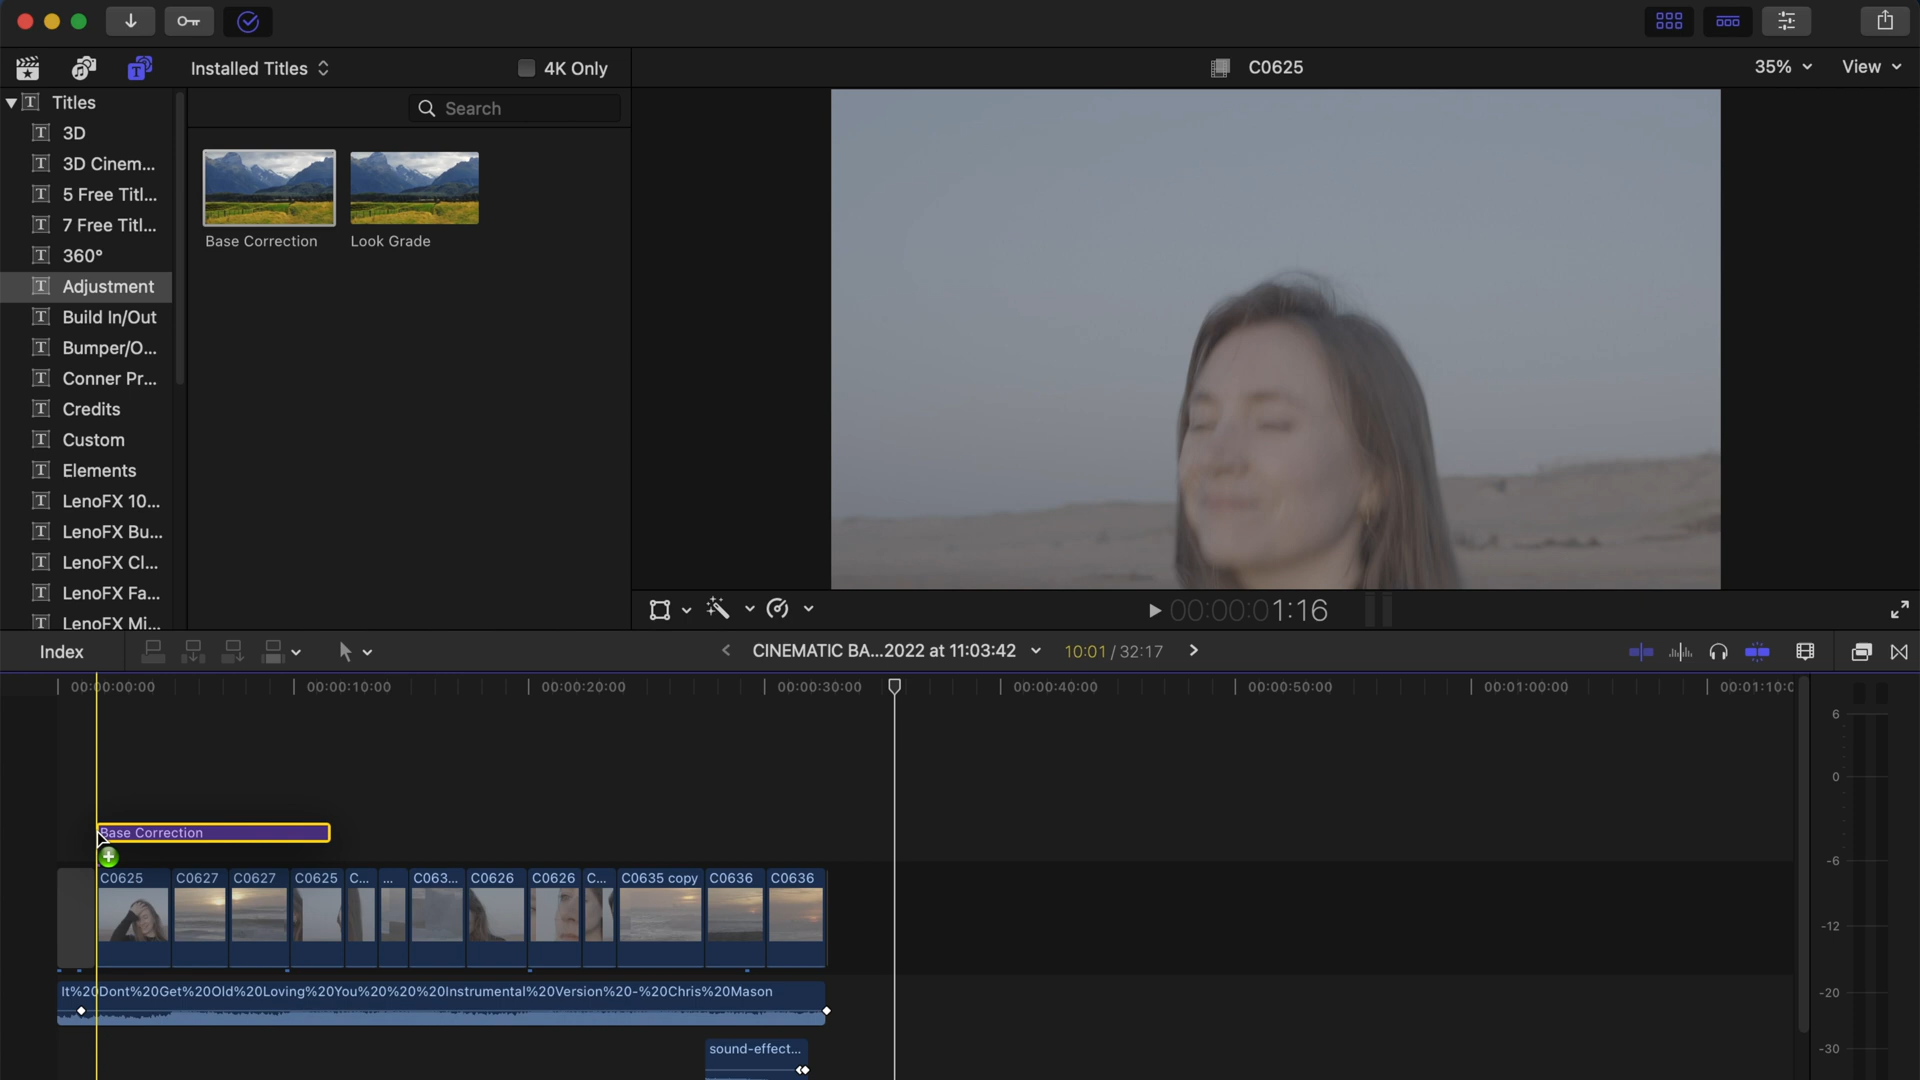 Installed Titles
4K Only
C0625
35%
View
Titles
3D
3D Cinem...
5 Free Titl...
7 Free Titl...
360°
Adjustment
Build In/Out
Bumper/O...
Conner Pr...
Credits
Custom
Elements
LenoFX 10...
LenoFX Bu...
LenoFX Cl...
LenoFX Fa...
LenoFX Mi...
Search
Base Correction
Look Grade
00:00:01:16
Index
CINEMATIC BA...2022 at 11:03:42
10:01 / 32:17
00:00:00:00
00:00:10:00
00:00:20:00
00:00:30:00
00:00:40:00
00:00:50:00
00:01:00:00
00:01:10:0
Base Correction
C0625
C0627
C0627
C0625
C...
...
C063...
C0626
C0626
C...
C0635 copy
C0636
C0636
It%20Dont%20Get%20Old%20Loving%20You%20%20%20Instrumental%20Version%20-%20Chris%20Mason
sound-effect...
6
0
-6
-12
-20
-30